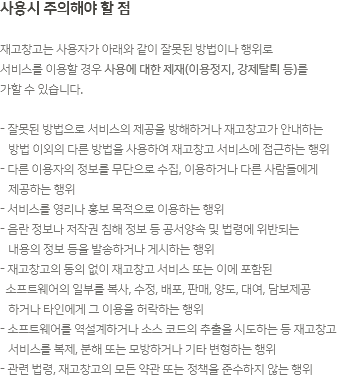 사용시 주의해야 할 점
재고창고는 사용자가 아래와 같이 잘못된 방법이나 행위로
서비스를 이용할 경우 사용에 대한 제재(이용정지, 강제탈퇴 등)를
가할 수 있습니다.
- 잘못된 방법으로 서비스의 제공을 방해하거나 재고창고가 안내하는
방법 이외의 다른 방법을 사용하여 재고창고 서비스에 접근하는 행위
- 다른 이용자의 정보를 무단으로 수집, 이용하거나 다른 사람들에게
제공하는 행위
- 서비스를 영리나 홍보 목적으로 이용하는 행위
- 음란 정보나 저작권 침해 정보 등 공서양속 및 법령에 위반되는
내용의 정보 등을 발송하거나 게시하는 행위
- 재고창고의 동의 없이 재고창고 서비스 또는 이에 포함된
소프트웨어의 일부를 복사, 수정, 배포, 판매, 양도, 대여, 담보제공
하거나 타인에게 그 이용을 허락하는 행위
- 소프트웨어를 역설계하거나 소스 코드의 추출을 시도하는 등 재고창고
서비스를 복제, 분해 또는 모방하거나 기타 변형하는 행위
- 관련 법령, 재고창고의 모든 약관 또는 정책을 준수하지 않는 행위